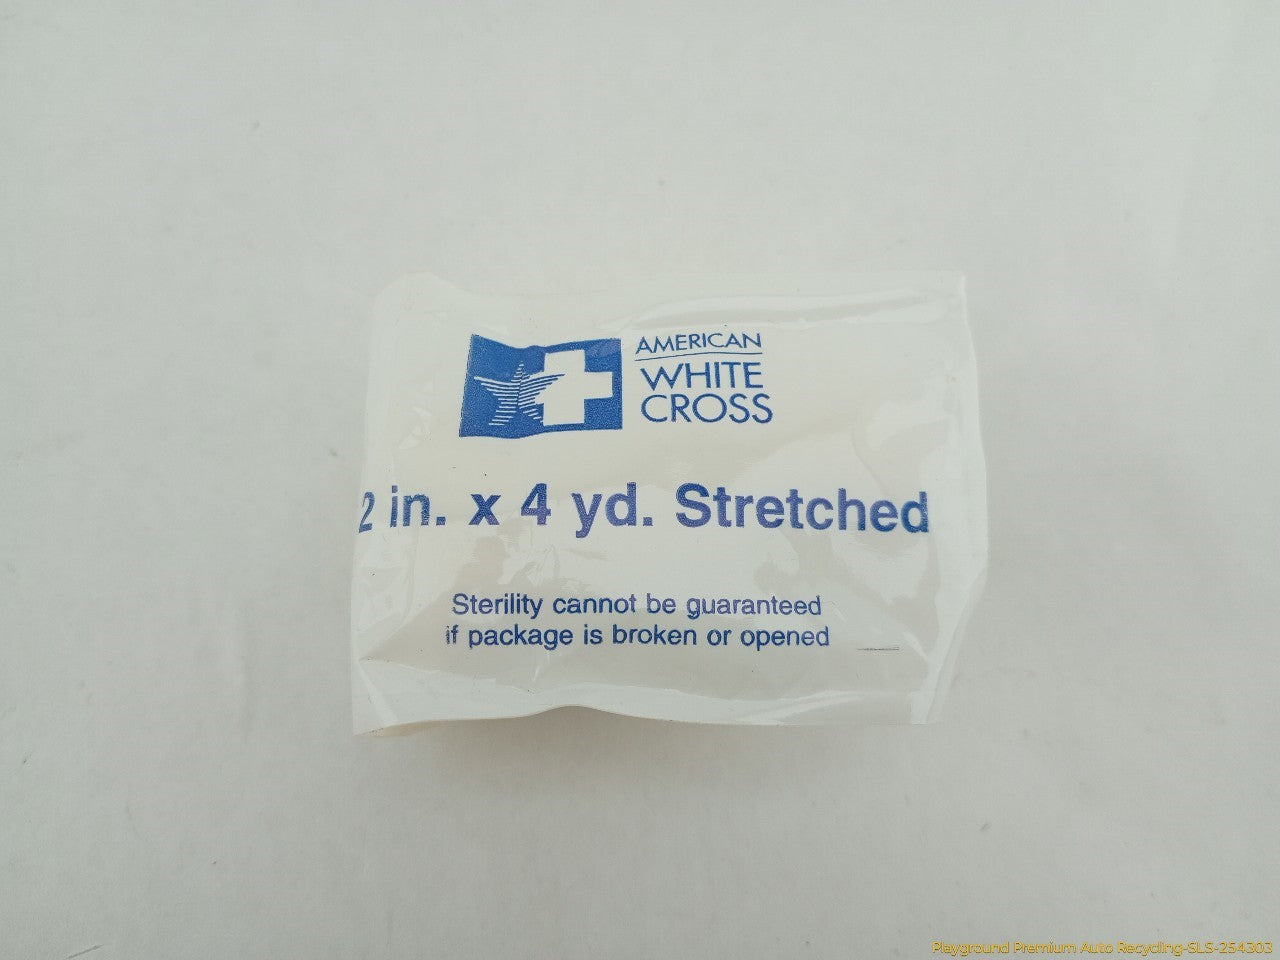 AMERICAN
WHITE
CROSS
2 in. x 4 yd. Stretched
Sterility cannot be guaranteed
if package is broken or opened
Playground Premium Auto Recycling-SLS-254303